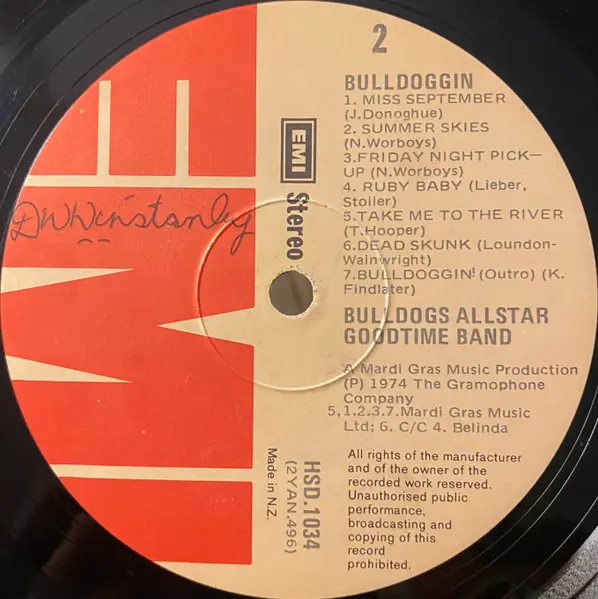 2
BULLDOGGIN
1. MISS SEPTEMBER
(J.Donoghue)
2. SUMMER SKIES
(N.Worboys)
3.FRIDAY NIGHT PICK—
UP (N.Worboys)
4. RUBY BABY (Lieber,
Stoller)
5.TAKE ME TO THE RIVER
(T.Hooper)
6.DEAD SKUNK (Loundon-
Wainwright)
7.BULLDOGGIN! (Outro) (K.
Findlater)
BULLDOGS ALLSTAR
GOODTIME BAND
A Mardi Gras Music Production
(P) 1974 The Gramophone
Company
5,1.2.3.7.Mardi Gras Music
Ltd; 6. C/C 4. Belinda
All rights of the manufacturer
and of the owner of the
recorded work reserved.
Unauthorised public
performance,
broadcasting and
copying of this
record
prohibited.
EMI
Stereo
HSD.1034
(2YAN.496)
Made in N.Z.
EMI